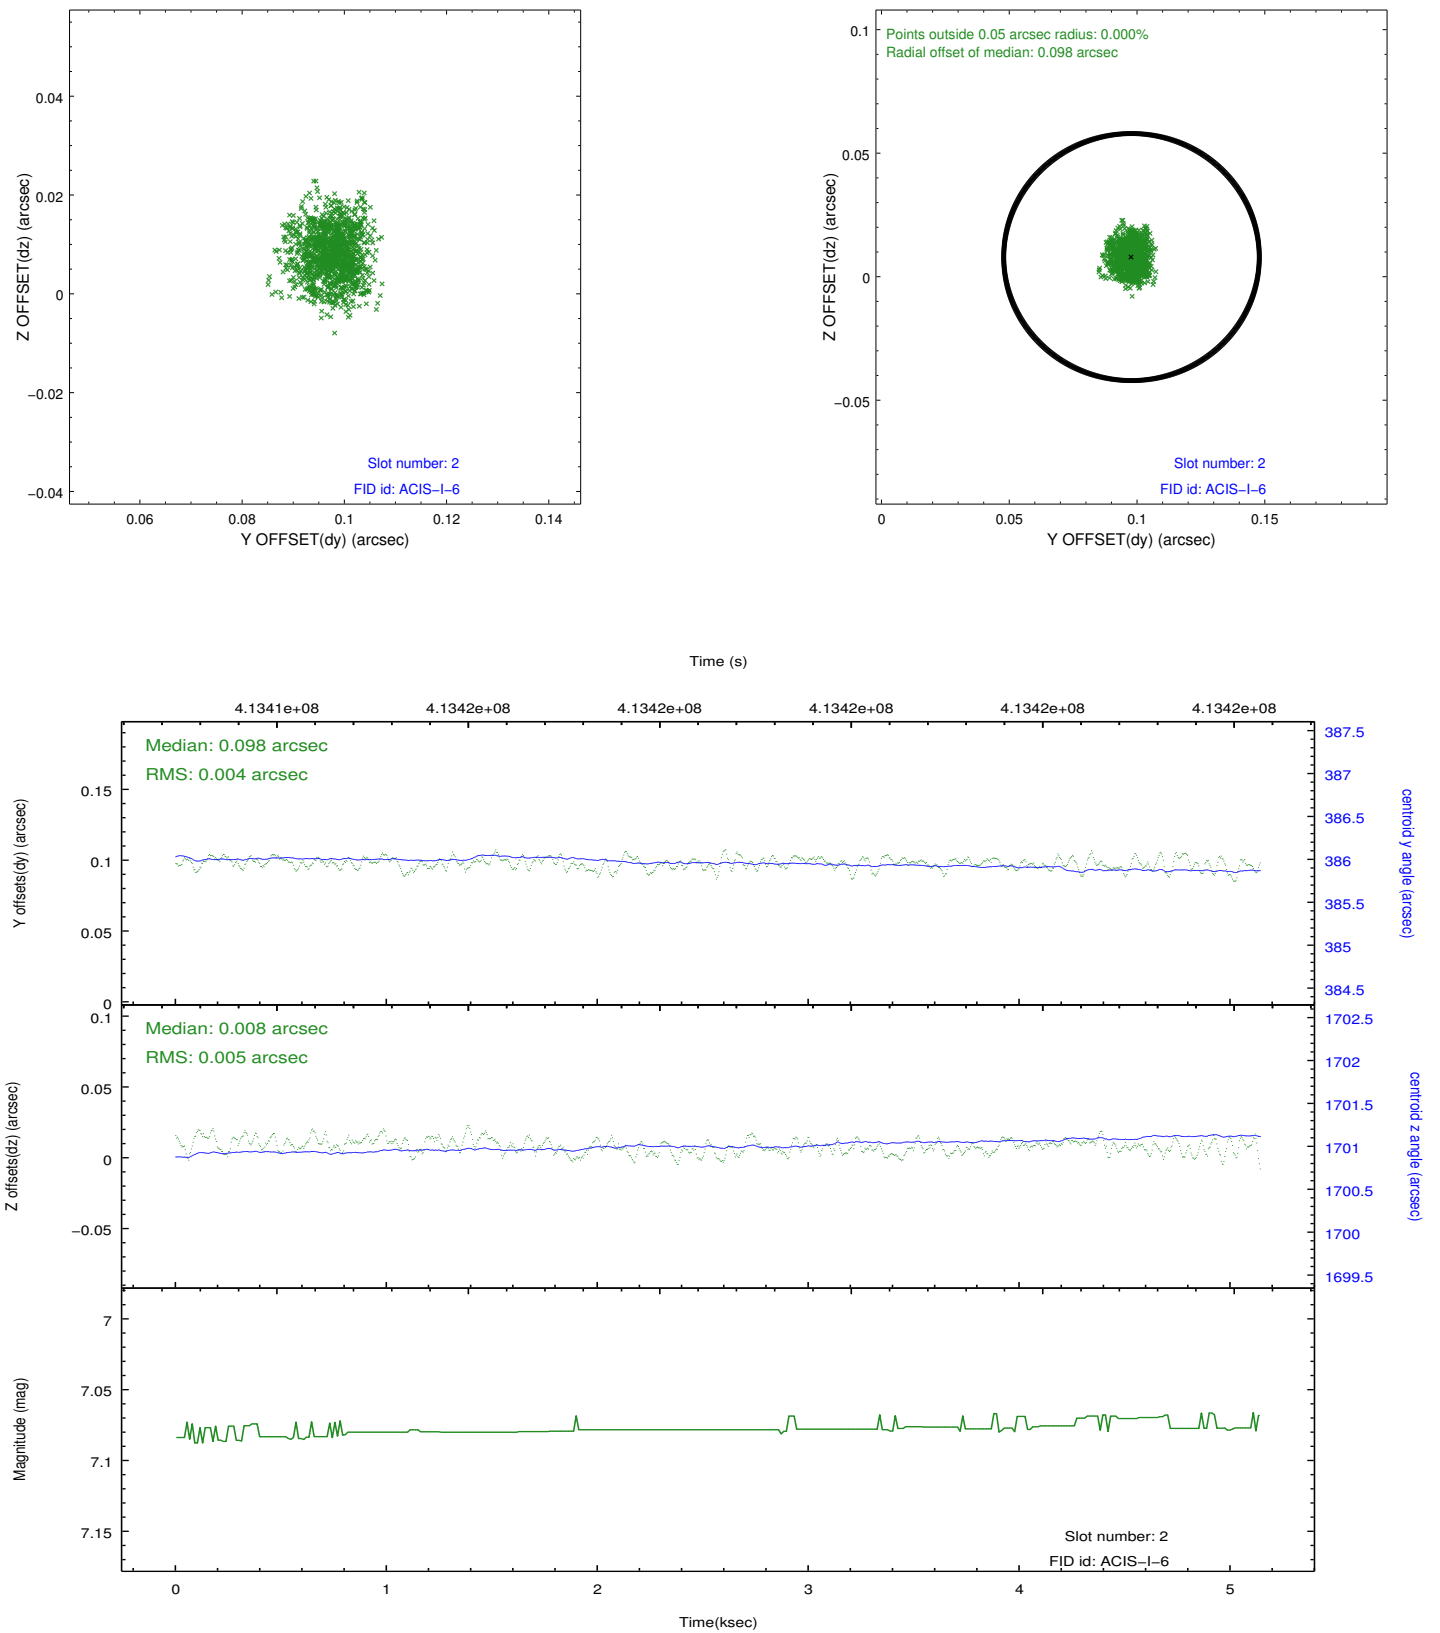 0.04
0.02
0
−0.02
−0.04
Z OFFSET(dz) (arcsec)
Slot number: 2
FID id: ACIS−I−6
0.06
0.08
0.1
0.12
0.14
Y OFFSET(dy) (arcsec)
Points outside 0.05 arcsec radius: 0.000%
Radial offset of median: 0.098 arcsec
0.1
0.05
0
−0.05
Z OFFSET(dz) (arcsec)
Slot number: 2
FID id: ACIS−I−6
0
0.05
0.1
0.15
Y OFFSET(dy) (arcsec)
Time (s)
4.1341e+08 4.1342e+08 4.1342e+08 4.1342e+08 4.1342e+08 4.1342e+08
Median: 0.098 arcsec
RMS: 0.004 arcsec
0.15
0.1
0.05
0
Y offsets(dy) (arcsec)
387.5
387
386.5
386
385.5
385
384.5
centroid y angle (arcsec)
Median: 0.008 arcsec
RMS: 0.005 arcsec
0.1
0.05
0
−0.05
Z offsets(dz) (arcsec)
1702.5
1702
1701.5
1701
1700.5
1700
1699.5
centroid z angle (arcsec)
7
7.05
7.1
7.15
Magnitude (mag)
Slot number: 2
FID id: ACIS−I−6
0 1 2 3 4 5
Time(ksec)